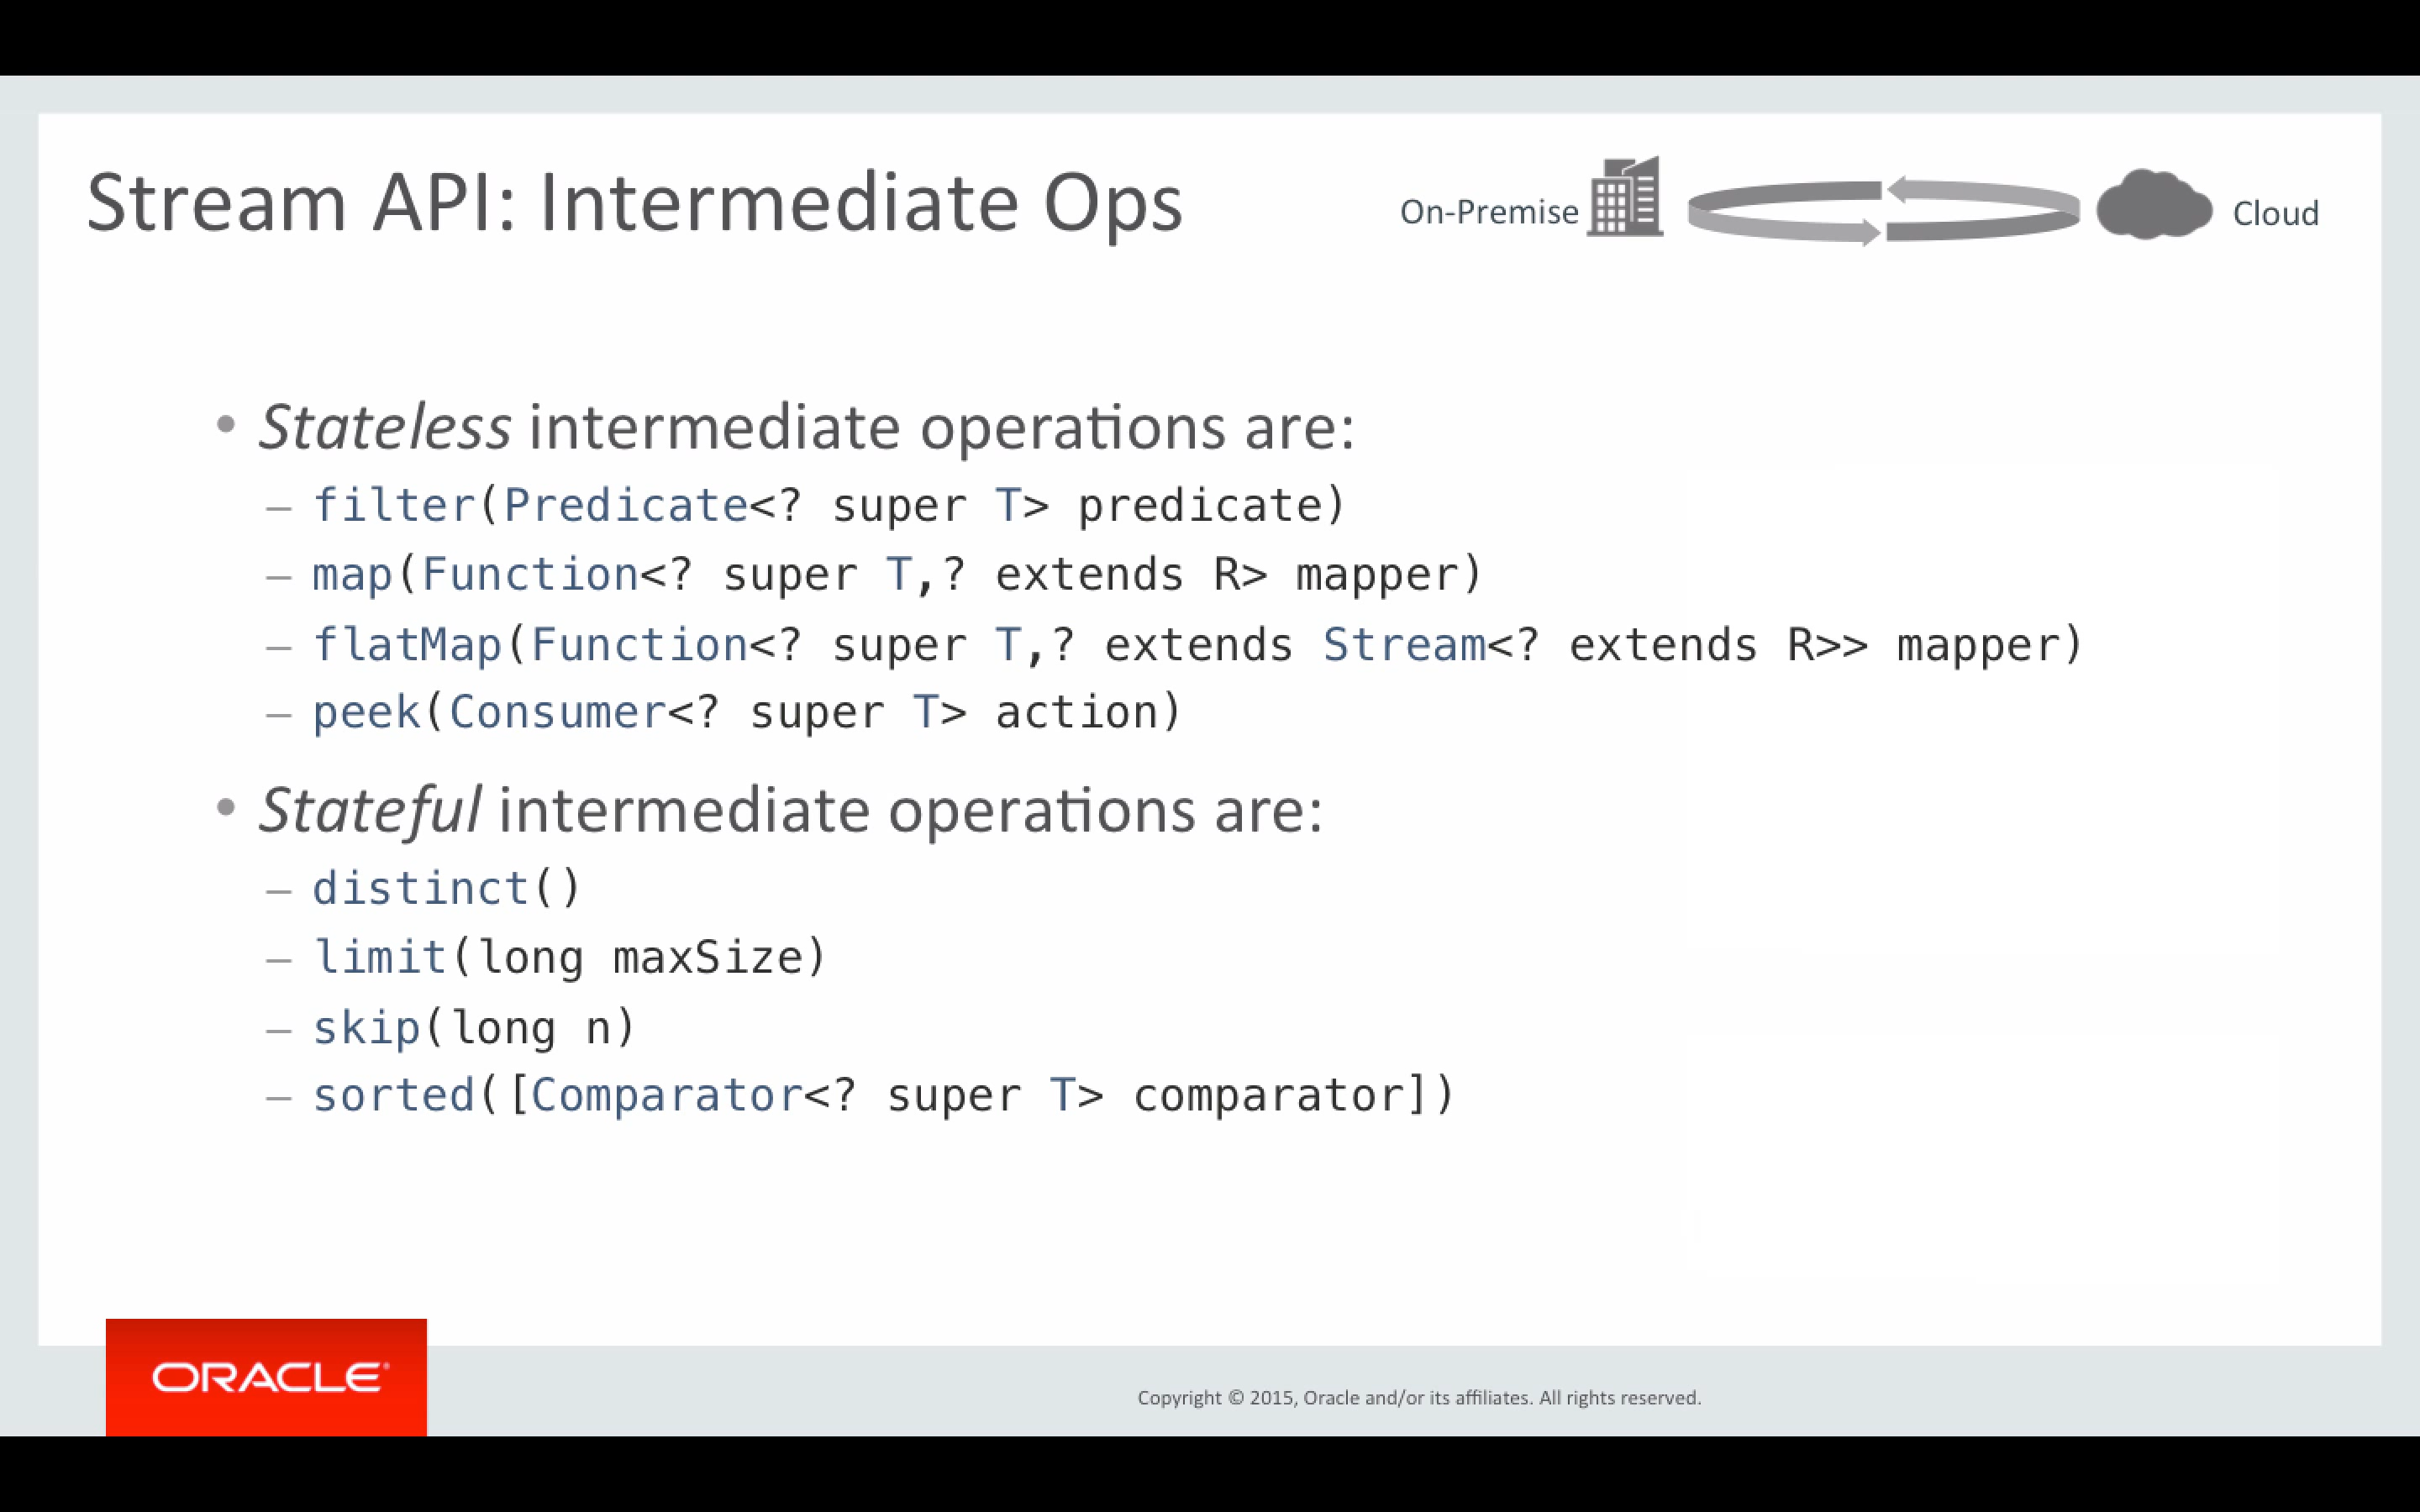 Stream API: Intermediate Ops
On-Premise
Cloud
• Stateless intermediate operations are:
– filter(Predicate<? super T> predicate)
– map(Function<? super T,? extends R> mapper)
– flatMap(Function<? super T,? extends Stream<? extends R>> mapper)
– peek(Consumer<? super T> action)
• Stateful intermediate operations are:
– distinct()
– limit(long maxSize)
– skip(long n)
– sorted([Comparator<? super T> comparator])
ORACLE®
Copyright © 2015, Oracle and/or its affiliates. All rights reserved.